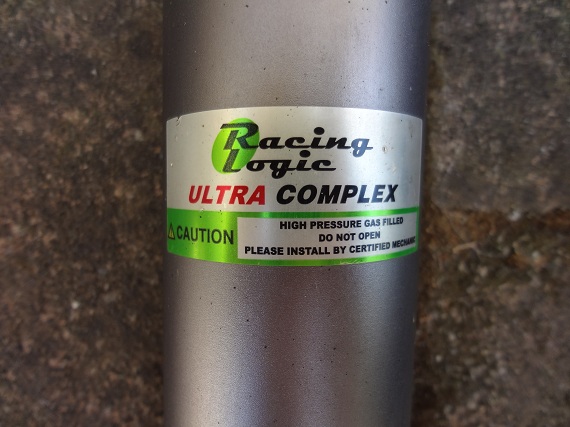 Racing
Logic
ULTRA COMPLEX
CAUTION
HIGH PRESSURE GAS FILLED
DO NOT OPEN
PLEASE INSTALL BY CERTIFIED MECHANIC